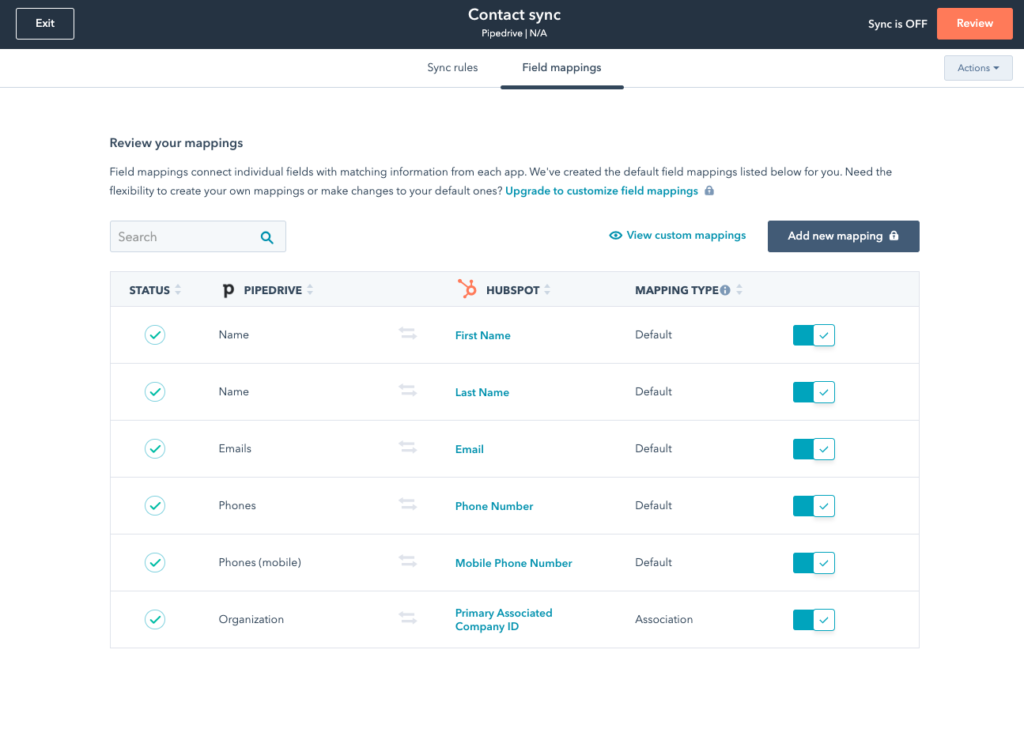 Exit
Contact sync
Pipedrive | N/A
Sync is OFF
Review
Sync rules
Field mappings
Actions
Review your mappings
Field mappings connect individual fields with matching information from each app. We've created the default field mappings listed below for you. Need the
flexibility to create your own mappings or make changes to your default ones? Upgrade to customize field mappings
Search
View custom mappings
Add new mapping
STATUS PIPEDRIVE HUBSPOT MAPPING TYPE
Name First Name Default
Name Last Name Default
Emails Email Default
Phones Phone Number Default
Phones (mobile) Mobile Phone Number Default
Organization Primary Associated
Company ID Association